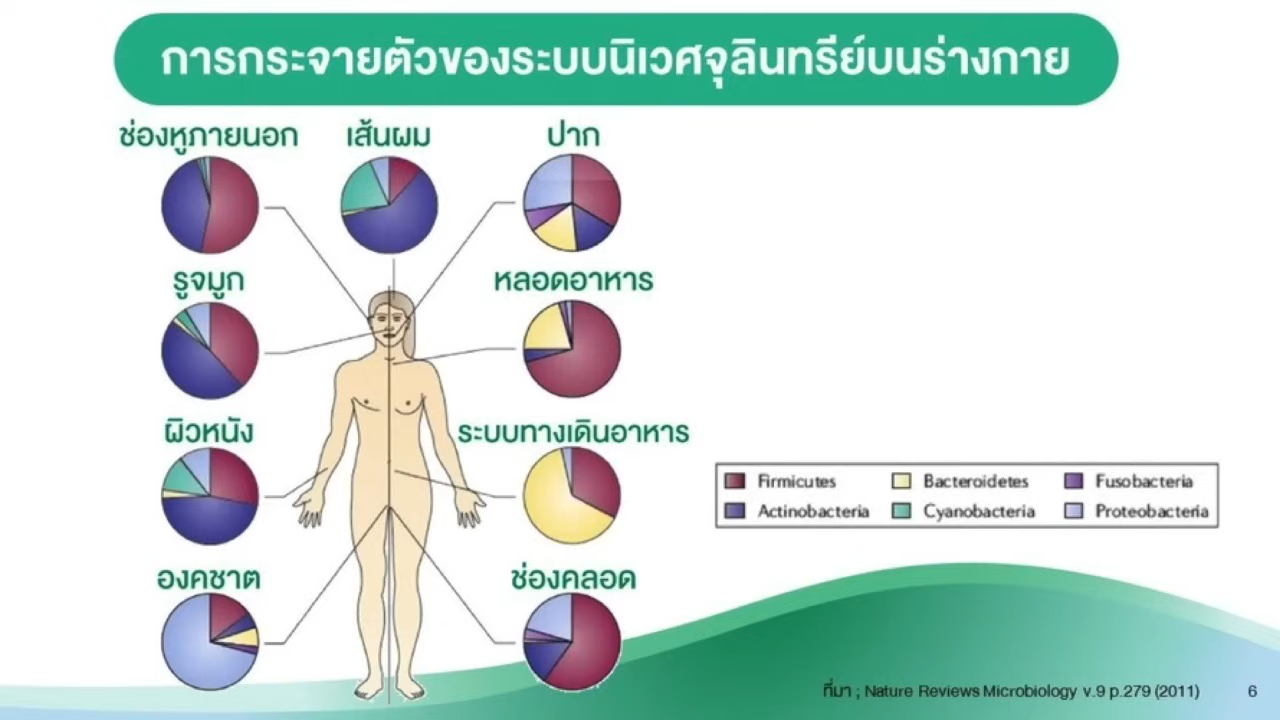 การกระจายตัวของระบบนิเวศจุลินทรีย์บนร่างกาย
ช่องหูภายนอก
เส้นผม
ปาก
รูจมูก
หลอดอาหาร
ผิวหนัง
ระบบทางเดินอาหาร
องคชาต
ช่องคลอด
Firmicutes
Bacteroidetes
Fusobacteria
Actinobacteria
Cyanobacteria
Proteobacteria
ที่มา ; Nature Reviews Microbiology v.9 p.279 (2011)
6